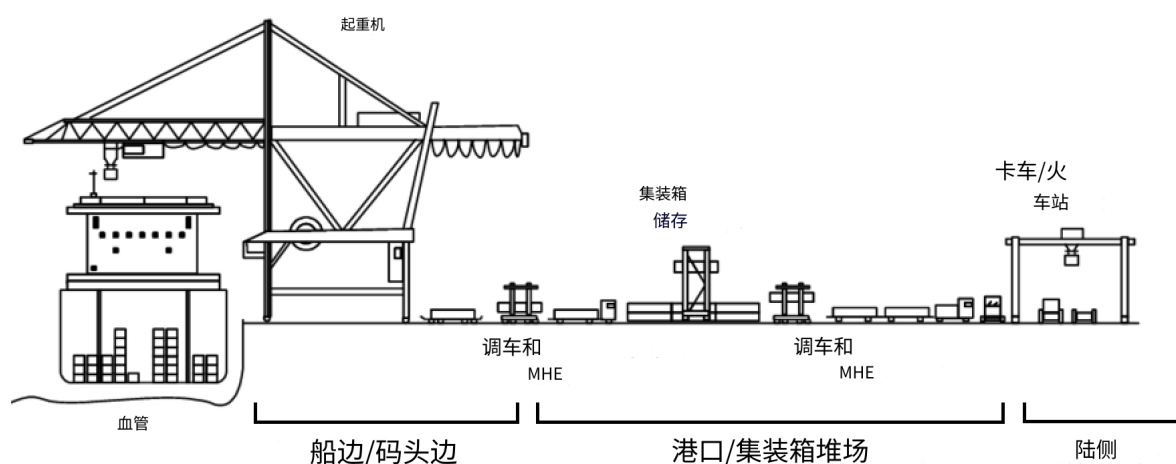 起重机
卡车/火
车站
集装箱
储存
调车和
MHE
调车和
MHE
血管
船边/码头边
港口/集装箱堆场
陆侧